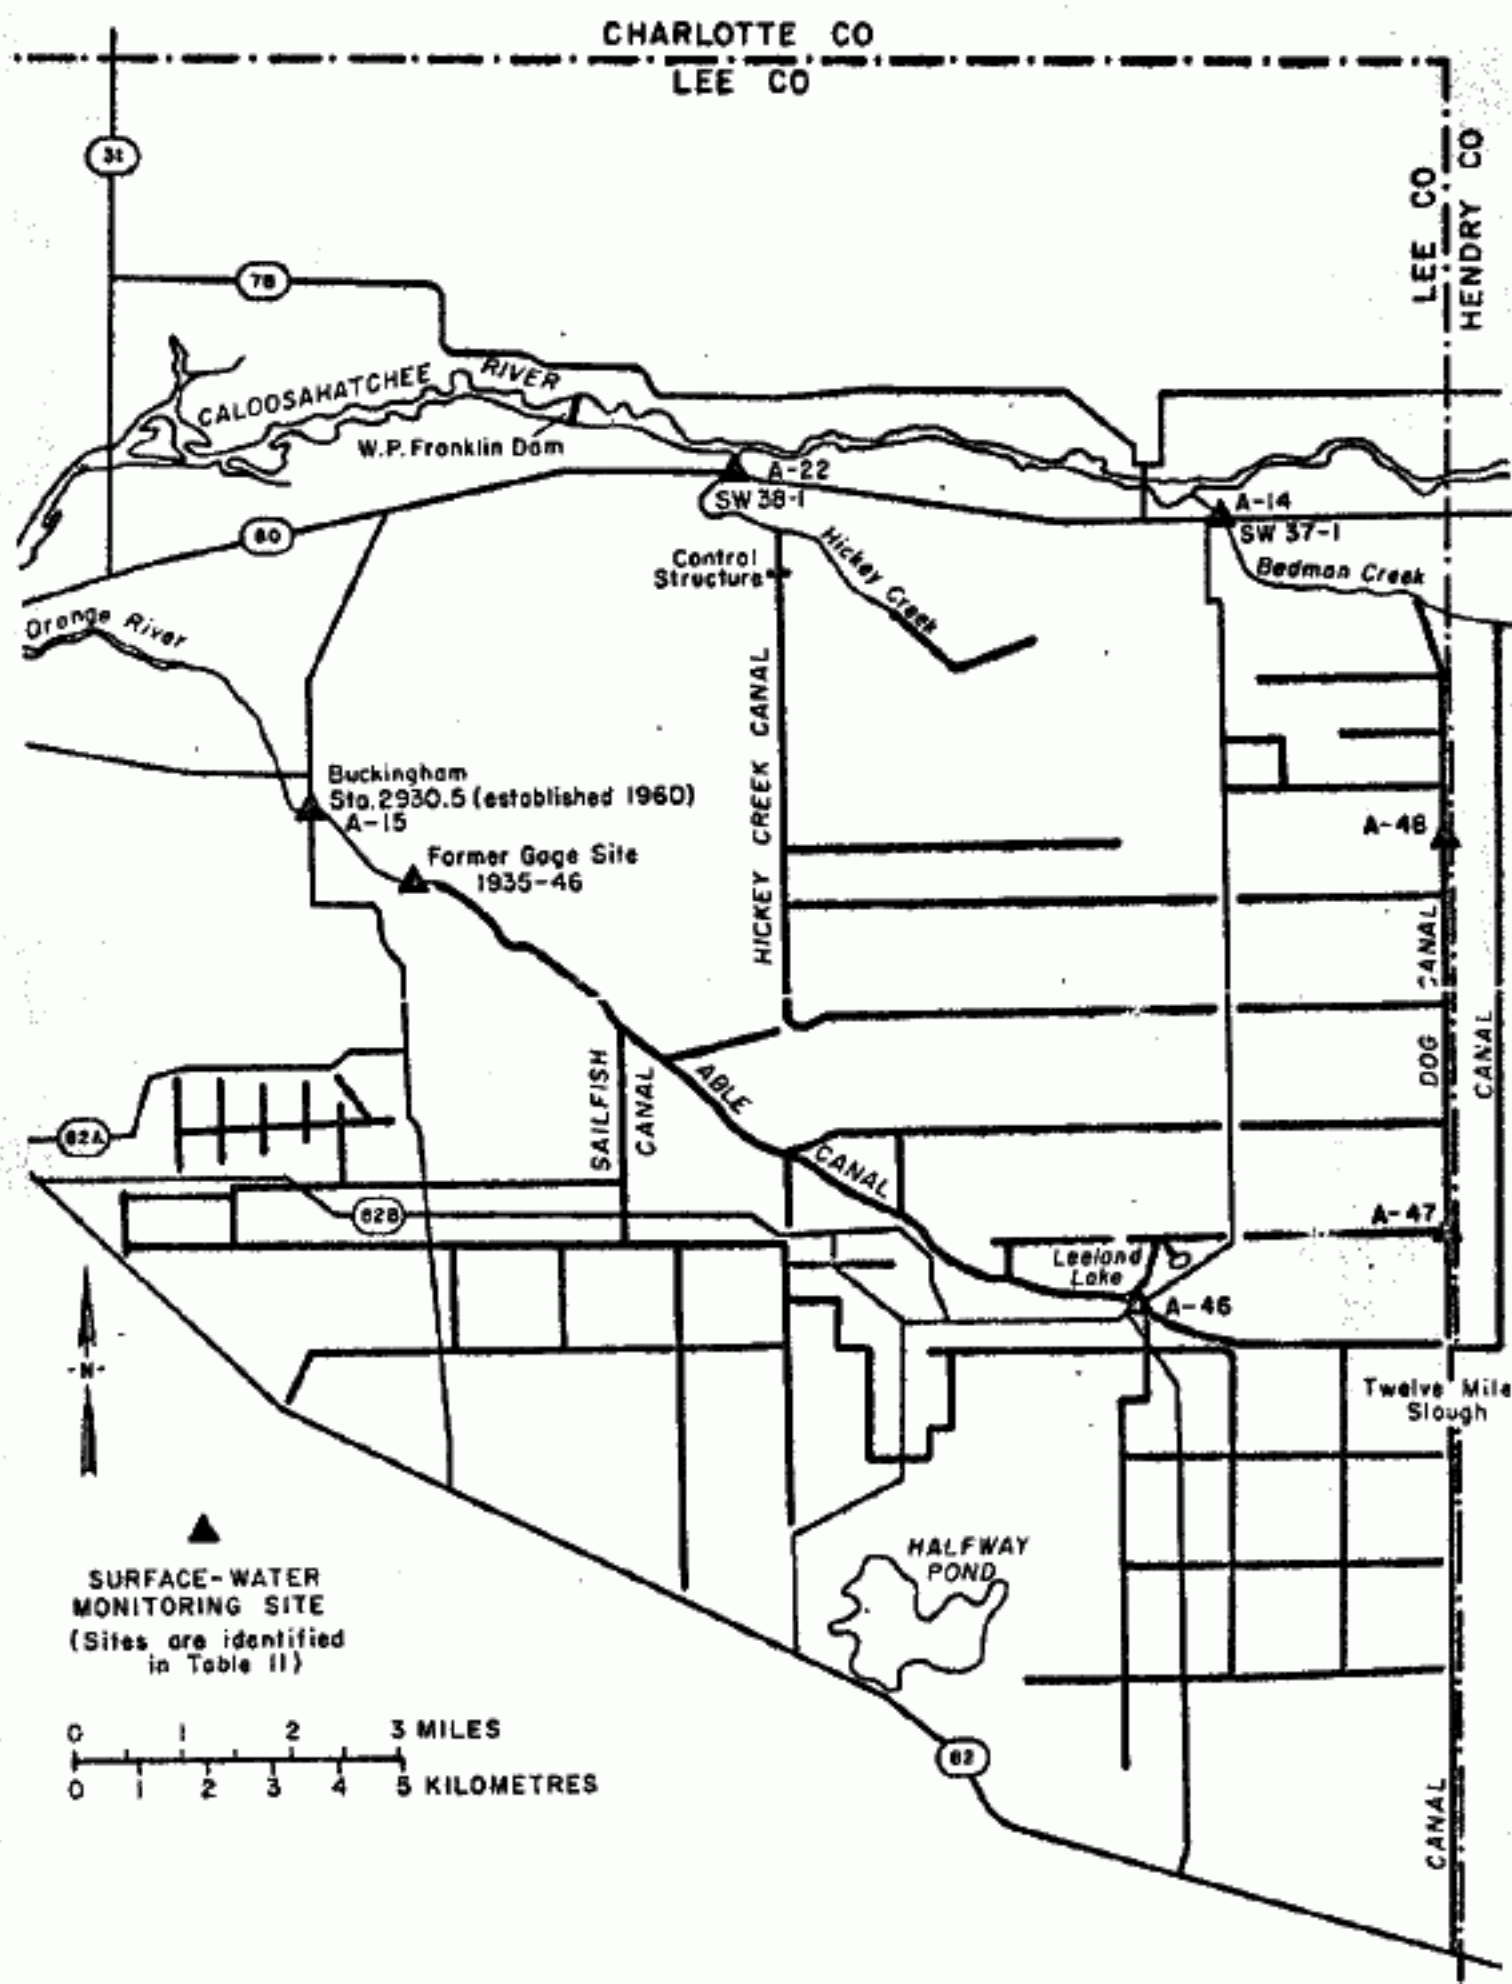 CHARLOTTE CO
LEE CO
31
LEE CO
HENDRY CO
78
CALOOSAHATCHEE RIVER
W.P. Franklin Dam
A-22
SW 38-1
A-14
SW 37-1
80
Control
Structure
Hickey Creek
Bedman Creek
Orange River
HICKEY CREEK CANAL
Buckingham
Sta. 2930.5 (established 1960)
A-15
A-48
Former Gage Site
1935-46
DOG CANAL
CANAL
SAILFISH
CANAL
ABLE
CANAL
82A
82B
A-47
Leeland
Lake
A-46
-N-
Twelve Mile
Slough
HALFWAY
POND
SURFACE-WATER
MONITORING SITE
(Sites are identified
in Table 11)
0 1 2 3 MILES
0 1 2 3 4 5 KILOMETRES
82
CANAL